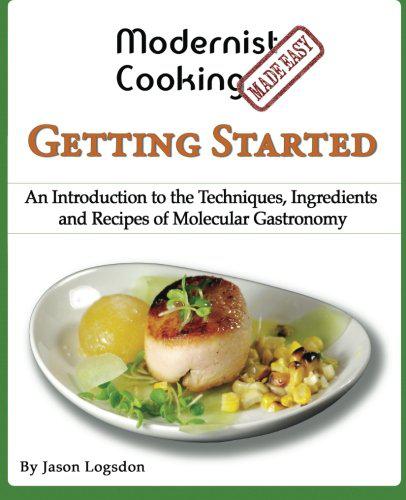 Modernist
Cooking
MADE EASY
GETTING STARTED
An Introduction to the Techniques, Ingredients
and Recipes of Molecular Gastronomy
By Jason Logsdon